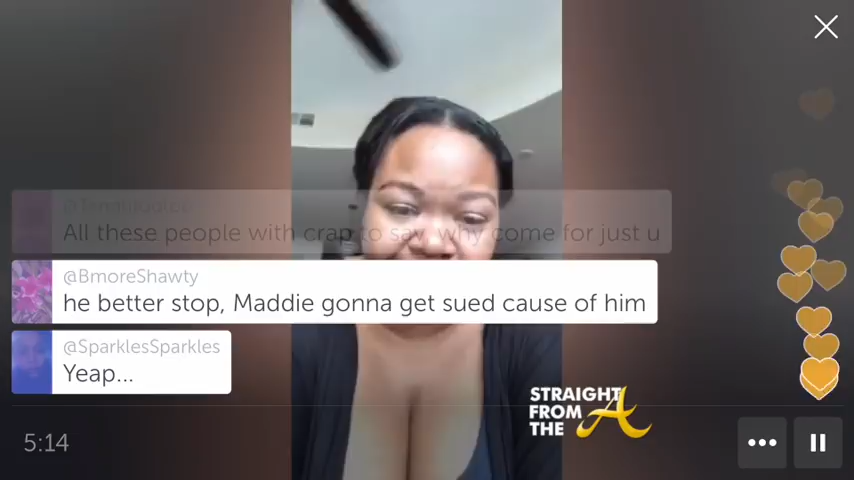 All these people with crap to say, why come for just u
@BmoreShawty
he better stop, Maddie gonna get sued cause of him
@SparklesSparkles
Yeap...
STRAIGHT
FROM
THE A
5:14